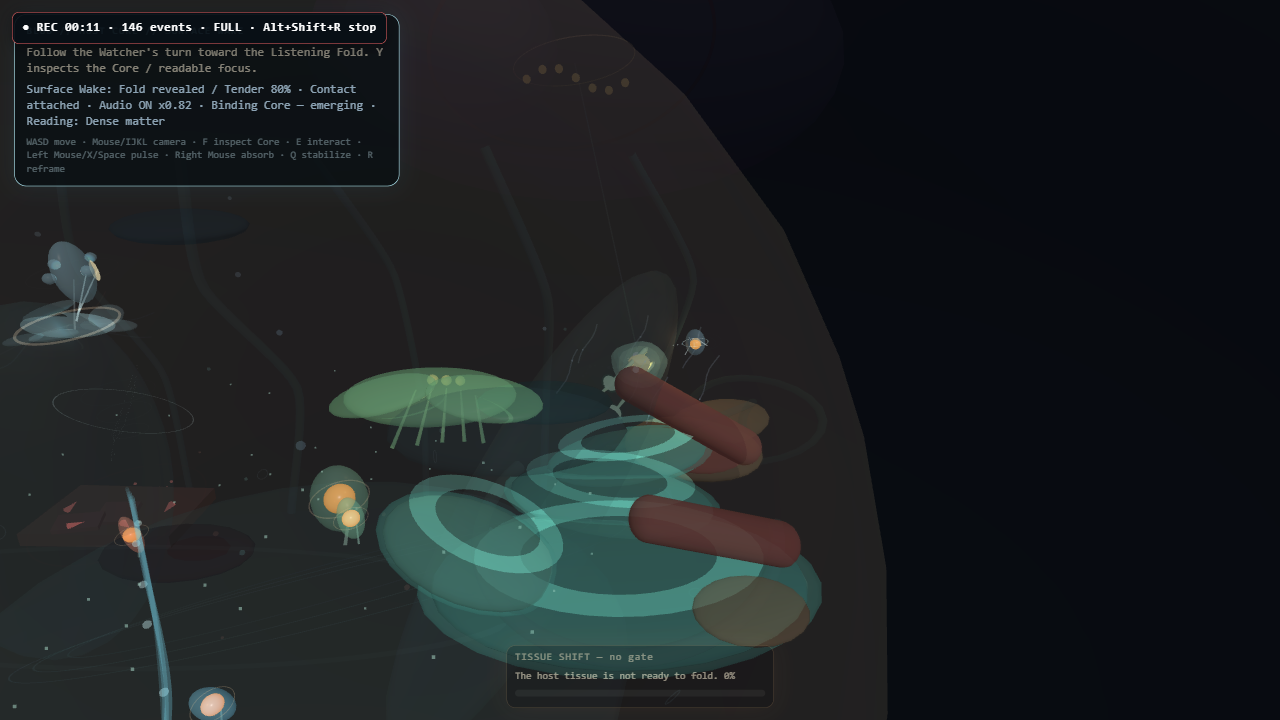 ● REC 00:11 · 146 events · FULL · Alt+Shift+R stop
Follow the Watcher's turn toward the Listening Fold. Y
inspects the Core / readable focus.
Surface Wake: Fold revealed / Tender 80% · Contact
attached · Audio ON x0.82 · Binding Core — emerging ·
Reading: Dense matter
WASD move · Mouse/IJKL camera · F inspect Core · E interact ·
Left Mouse/X/Space pulse · Right Mouse absorb · Q stabilize · R
reframe
TISSUE SHIFT — no gate
The host tissue is not ready to fold. 0%